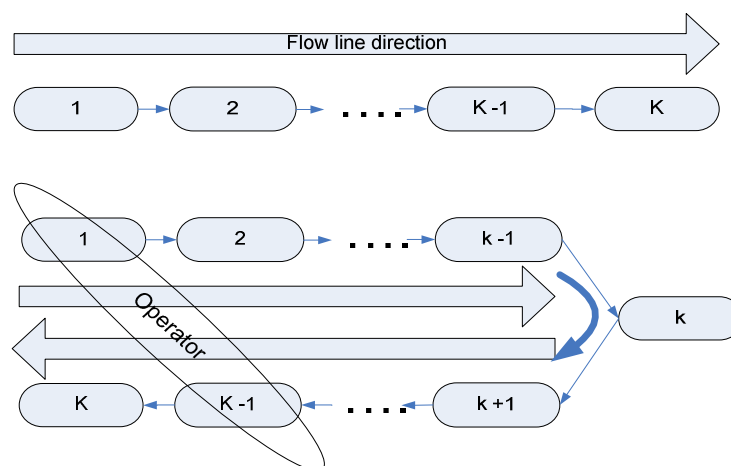 Flow line direction
1 2 .... K-1 K
1 2 .... k-1
Operator
k
K K-1 .... k+1